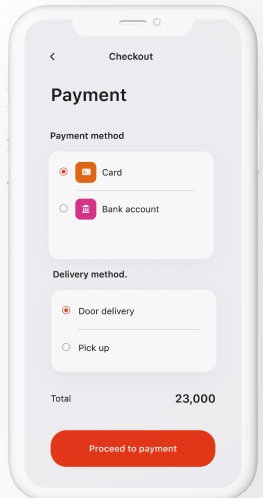 Checkout
Payment
Payment method
Card
Bank account
Delivery method.
Door delivery
Pick up
Total 23,000
Proceed to payment